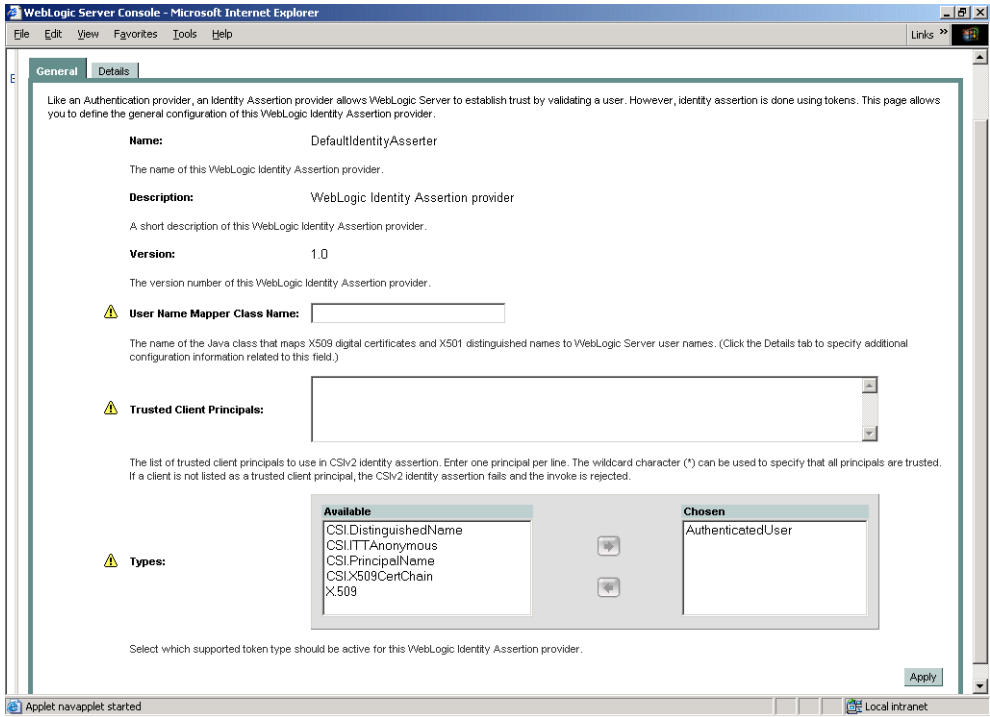 WebLogic Server Console - Microsoft Internet Explorer
File Edit View Favorites Tools Help Links »
General Details
Like an Authentication provider, an Identity Assertion provider allows WebLogic Server to establish trust by validating a user. However, identity assertion is done using tokens. This page allows
you to define the general configuration of this WebLogic Identity Assertion provider.
Name: DefaultIdentityAsserter
The name of this WebLogic Identity Assertion provider.
Description: WebLogic Identity Assertion provider
A short description of this WebLogic Identity Assertion provider.
Version: 1.0
The version number of this WebLogic Identity Assertion provider.
User Name Mapper Class Name:
The name of the Java class that maps X509 digital certificates and X501 distinguished names to WebLogic Server user names. (Click the Details tab to specify additional
configuration information related to this field.)
Trusted Client Principals:
The list of trusted client principals to use in CSIv2 identity assertion. Enter one principal per line. The wildcard character (*) can be used to specify that all principals are trusted.
If a client is not listed as a trusted client principal, the CSIv2 identity assertion fails and the invoke is rejected.
Types:
Available
CSI.DistinguishedName
CSI.ITTAnonymous
CSI.PrincipalName
CSI.X509CertChain
X.509
Chosen
AuthenticatedUser
Select which supported token type should be active for this WebLogic Identity Assertion provider.
Apply
Applet navapplet started Local intranet